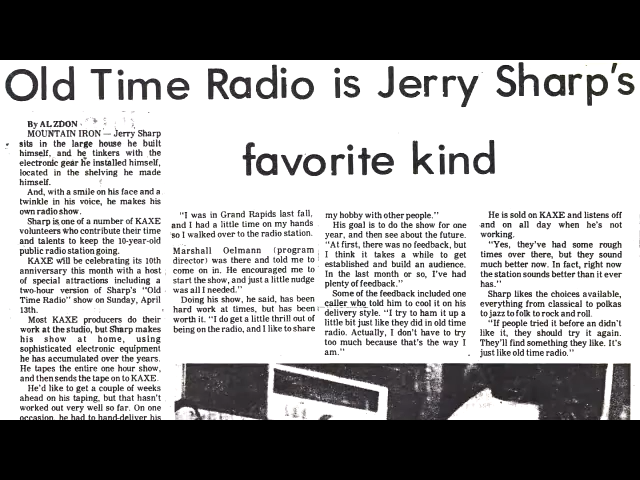 Old Time Radio is Jerry Sharp's
favorite kind
By AL ZDON
MOUNTAIN IRON — Jerry Sharp
sits in the large house he built
himself, and he tinkers with the
electronic gear he installed himself,
located in the shelving he made
himself.
And, with a smile on his face and a
twinkle in his voice, he makes his
own radio show.
Sharp is one of a number of KAXE
volunteers who contribute their time
and talents to keep the 10-year-old
public radio station going.
KAXE will be celebrating its 10th
anniversary this month with a host
of special attractions including a
two-hour version of Sharp's "Old
Time Radio" show on Sunday, April
13th.
Most KAXE producers do their
work at the studio, but Sharp makes
his show at home, using
sophisticated electronic equipment
he has accumulated over the years.
He tapes the entire one hour show,
and then sends the tape on to KAXE.
He'd like to get a couple of weeks
ahead on his taping, but that hasn't
worked out very well so far. On one
occasion, he had to hand-deliver his
"I was in Grand Rapids last fall,
and I had a little time on my hands
so I walked over to the radio station.
Marshall Oelmann (program
director) was there and told me to
come on in. He encouraged me to
start the show, and just a little nudge
was all I needed."
Doing his show, he said, has been
hard work at times, but has been
worth it. "I do get a little thrill out of
being on the radio, and I like to share
my hobby with other people."
His goal is to do the show for one
year, and then see about the future.
"At first, there was no feedback, but
I think it takes a while to get
established and build an audience.
In the last month or so, I've had
plenty of feedback."
Some of the feedback included one
caller who told him to cool it on his
delivery style. "I try to ham it up a
little bit just like they did in old time
radio. Actually, I don't have to try
too much because that's the way I
am."
He is sold on KAXE and listens off
and on all day when he's not
working.
"Yes, they've had some rough
times over there, but they sound
much better now. In fact, right now
the station sounds better than it ever
has."
Sharp likes the choices available,
everything from classical to polkas
to jazz to folk to rock and roll.
"If people tried it before an didn't
like it, they should try it again.
They'll find something they like. It's
just like old time radio."